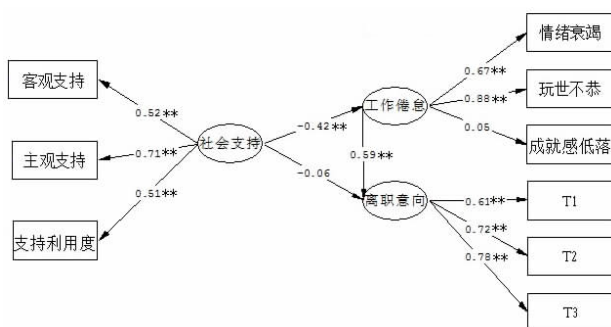 情绪衰竭
客观支持
0.67**
玩世不恭
0.52**
工作倦怠
0.88**
-0.42**
0.05
主观支持
0.71**
社会支持
成就感低落
0.59**
-0.06
0.51**
离职意向
0.61**
T1
0.72**
支持利用度
T2
0.78**
T3